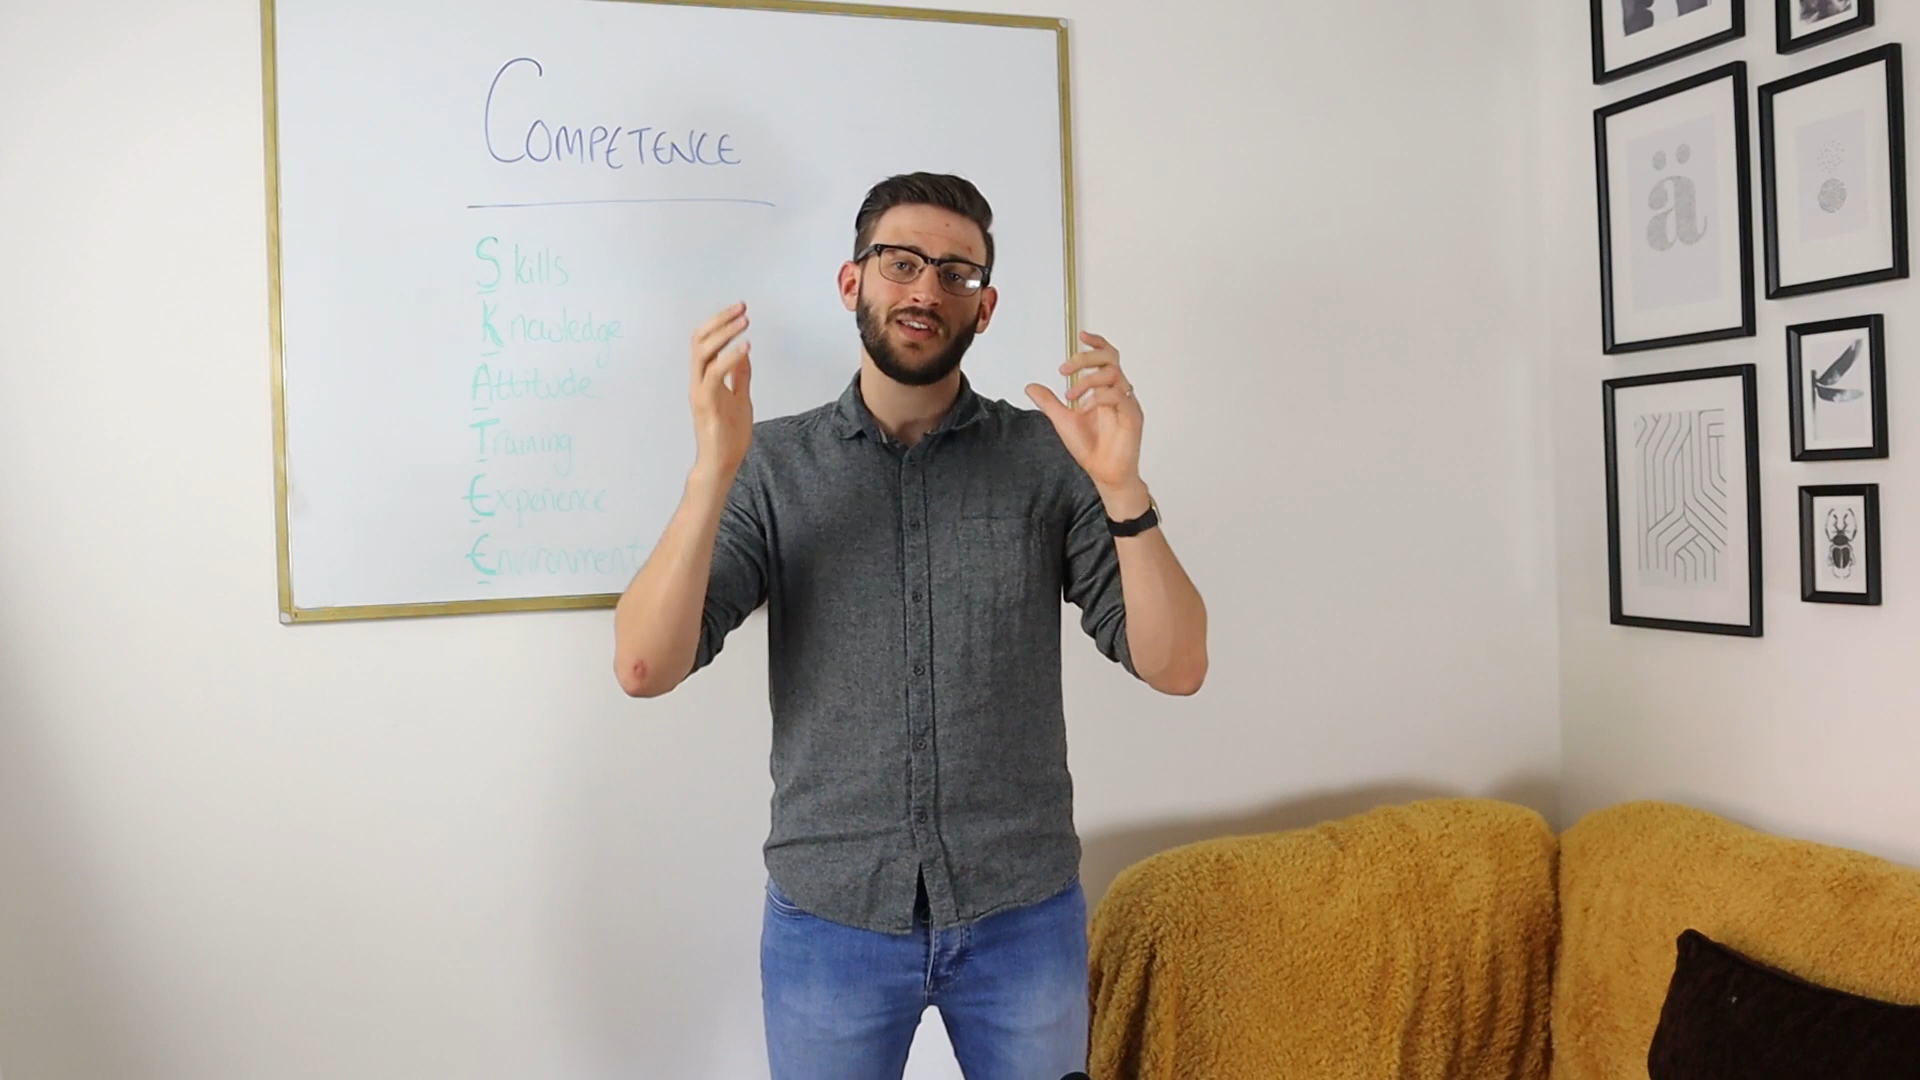 COMPETENCE
Skills
Knowledge
Attitude
Training
Experience
Environment
ä